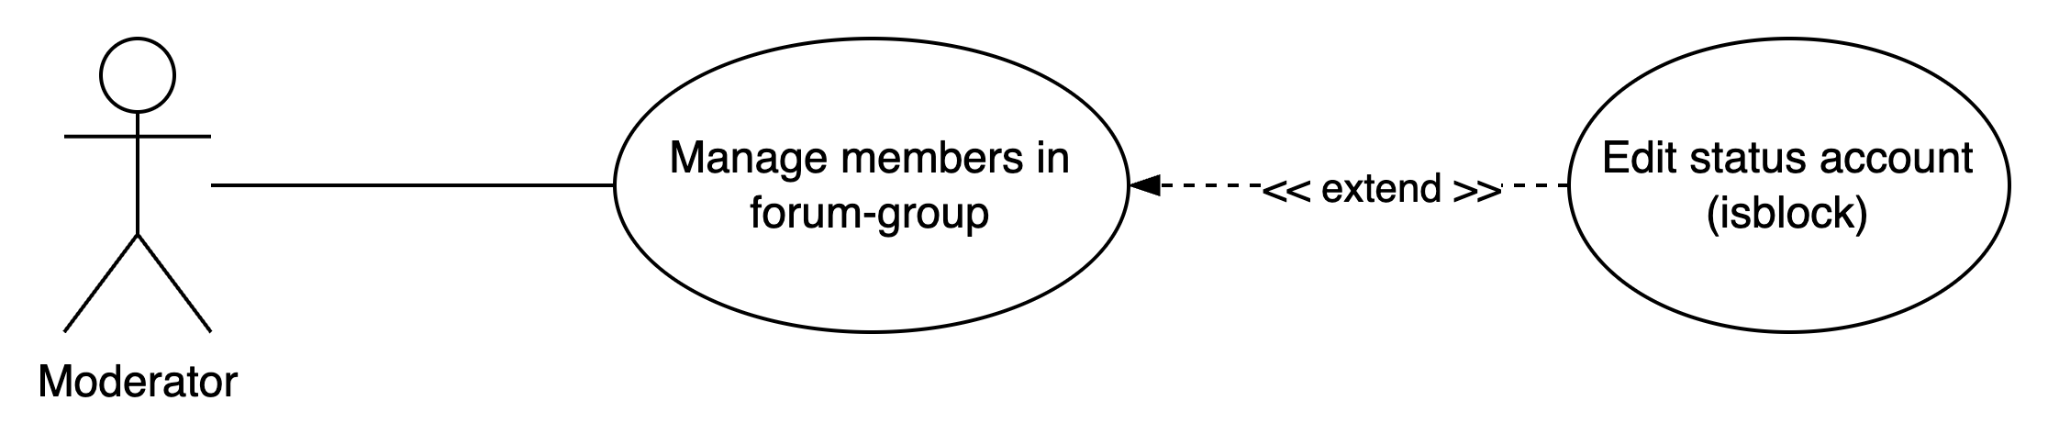 Manage members in
forum-group
<< extend >>
Edit status account
(isblock)
Moderator